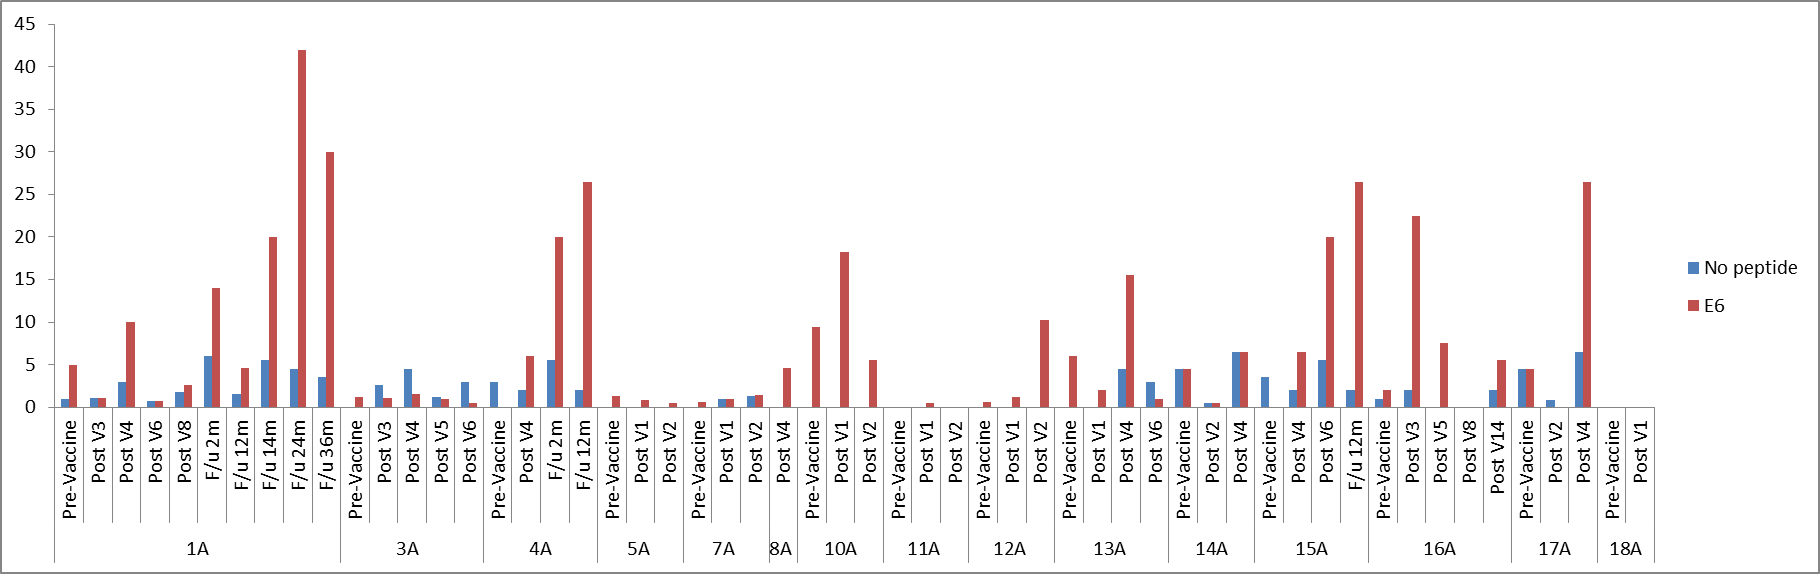 45
40
35
30
25
20
15
10
5
0
No peptide
E6
Pre-Vaccine
Post V3
Post V4
Post V6
Post V8
F/u 2m
F/u 12m
F/u 14m
F/u 24m
F/u 36m
Pre-Vaccine
Post V3
Post V4
Post V5
Post V6
Pre-Vaccine
Post V4
F/u 2m
F/u 12m
Pre-Vaccine
Post V1
Post V2
Pre-Vaccine
Post V1
Post V2
Post V4
Pre-Vaccine
Post V1
Post V2
Pre-Vaccine
Post V1
Post V2
Pre-Vaccine
Post V1
Post V2
Pre-Vaccine
Post V1
Post V4
Post V6
Pre-Vaccine
Post V2
Post V4
Pre-Vaccine
Post V4
Post V6
F/u 12m
Pre-Vaccine
Post V3
Post V5
Post V8
Post V14
Pre-Vaccine
Post V2
Post V4
Pre-Vaccine
Post V1
1A
3A
4A
5A
7A
8A
10A
11A
12A
13A
14A
15A
16A
17A
18A